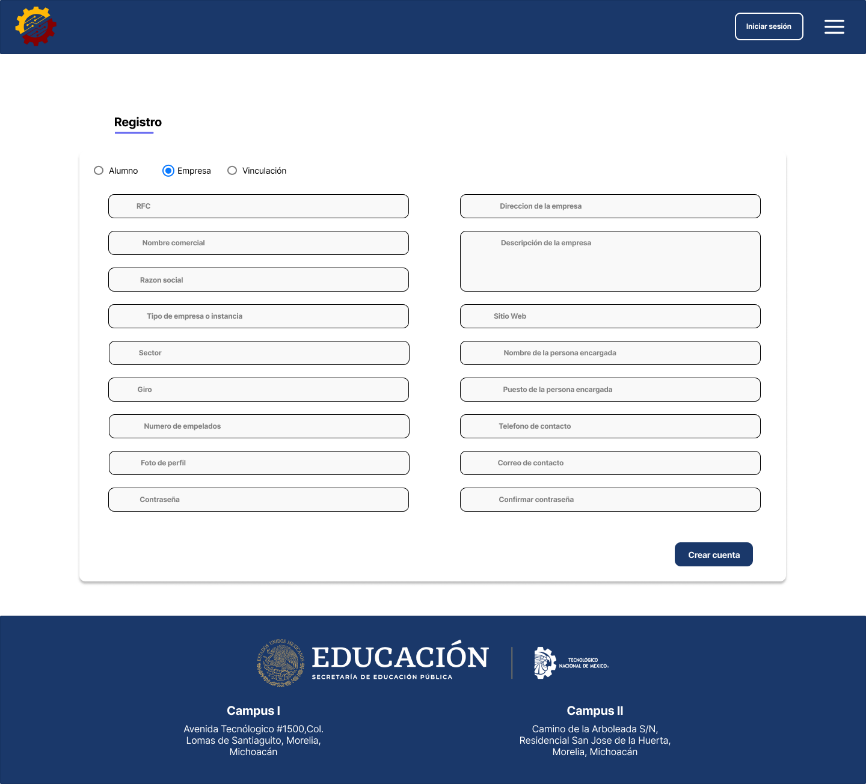 Iniciar sesión
Registro
Alumno
Empresa
Vinculación
RFC
Direccion de la empresa
Nombre comercial
Descripción de la empresa
Razon social
Tipo de empresa o instancia
Sitio Web
Sector
Nombre de la persona encargada
Giro
Puesto de la persona encargada
Numero de empelados
Telefono de contacto
Foto de perfil
Correo de contacto
Contraseña
Confirmar contraseña
Crear cuenta
EDUCACIÓN
SECRETARÍA DE EDUCACIÓN PÚBLICA
TECNOLÓGICO
NACIONAL DE MÉXICO
Campus I
Avenida Tecnólogico #1500,Col.
Lomas de Santiaguito, Morelia,
Michoacán
Campus II
Camino de la Arboleada S/N,
Residencial San Jose de la Huerta,
Morelia, Michoacán